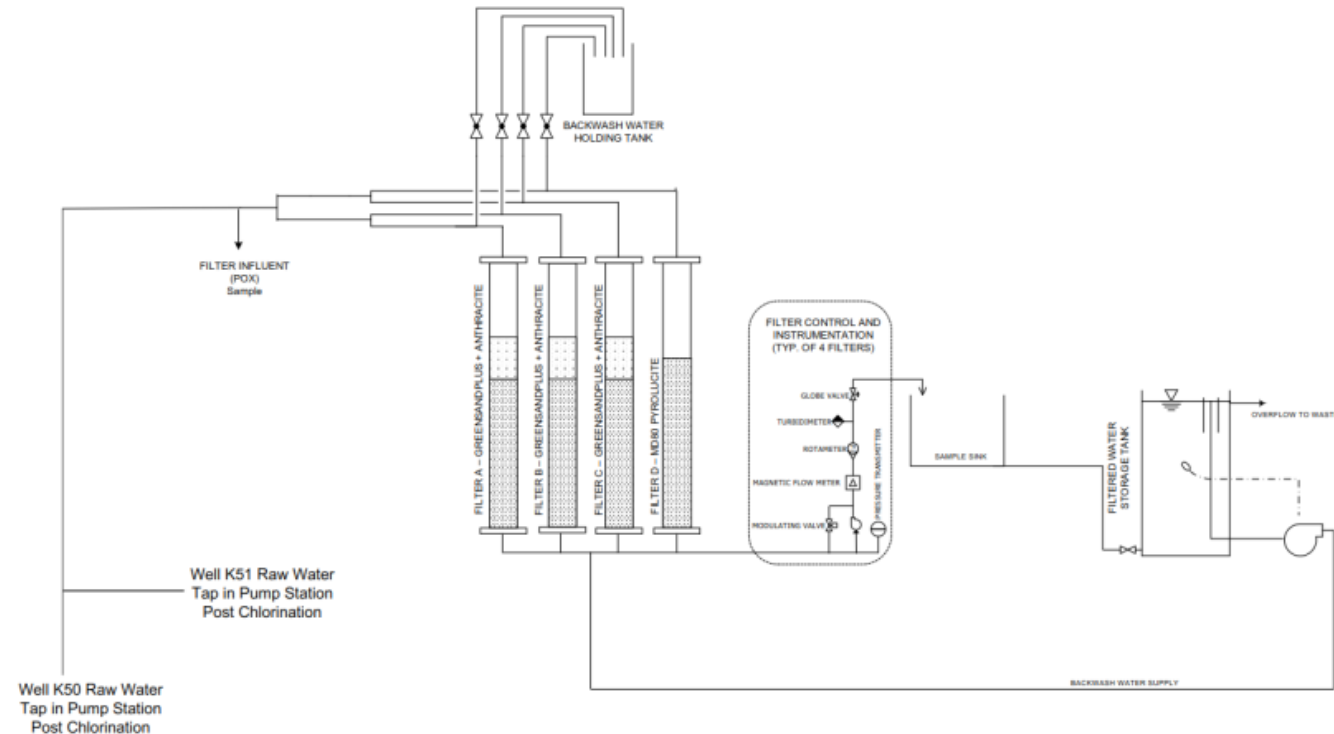 BACKWASH WATER
HOLDING TANK
FILTER INFLUENT
(POX)
Sample
FILTER A – GREENSANDPLUS + ANTHRACITE
FILTER B – GREENSANDPLUS + ANTHRACITE
FILTER C – GREENSANDPLUS + ANTHRACITE
FILTER D – MD80 PYROLUCITE
FILTER CONTROL AND
INSTRUMENTATION
(TYP. OF 4 FILTERS)
GLOBE VALVE
TURBIDIMETER
ROTAMETER
MAGNETIC FLOW METER
MODULATING VALVE
PRESSURE TRANSMITTER
SAMPLE SINK
FILTERED WATER
STORAGE TANK
OVERFLOW TO WAST
Well K51 Raw Water
Tap in Pump Station
Post Chlorination
BACKWASH WATER SUPPLY
Well K50 Raw Water
Tap in Pump Station
Post Chlorination